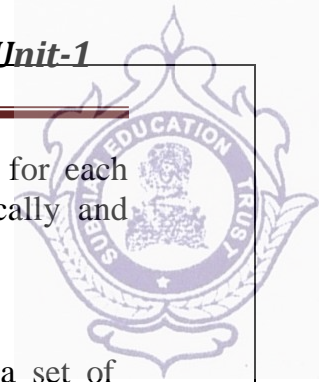 Unit-1
for each
cally and
EDUCATION
TRUST
a set of